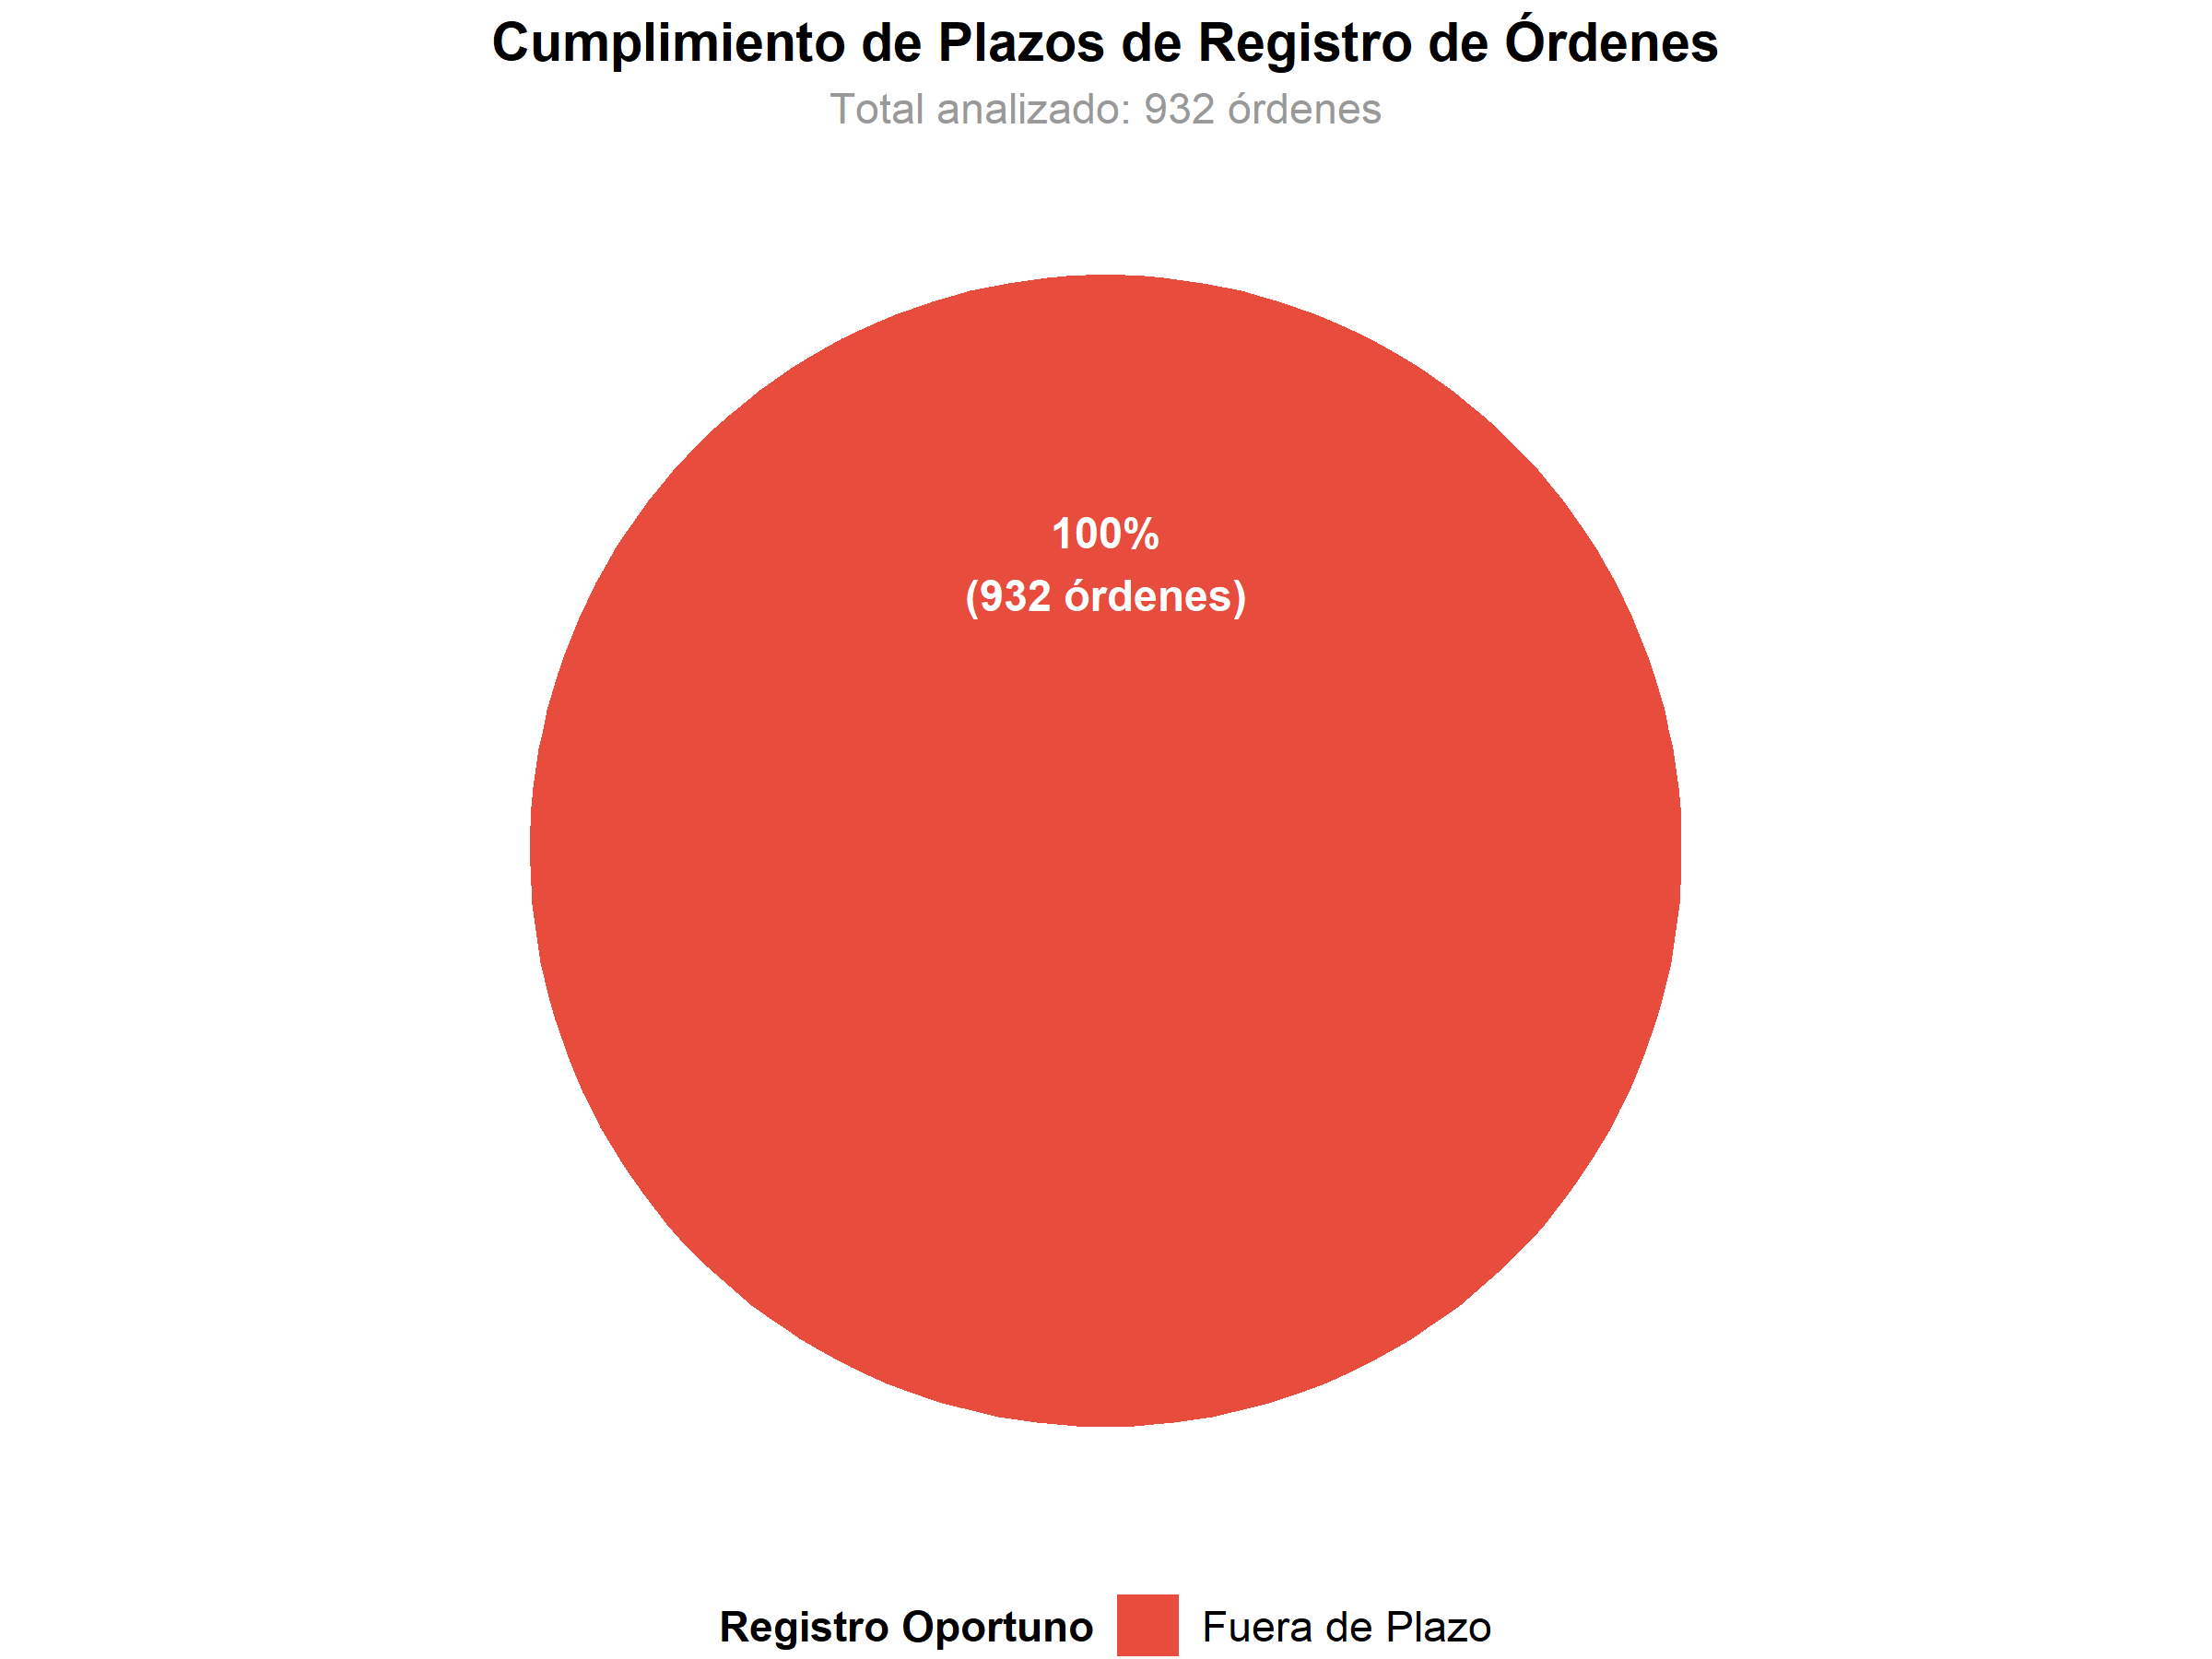 Cumplimiento de Plazos de Registro de Órdenes
Total analizado: 932 órdenes
100%
(932 órdenes)
Registro Oportuno Fuera de Plazo